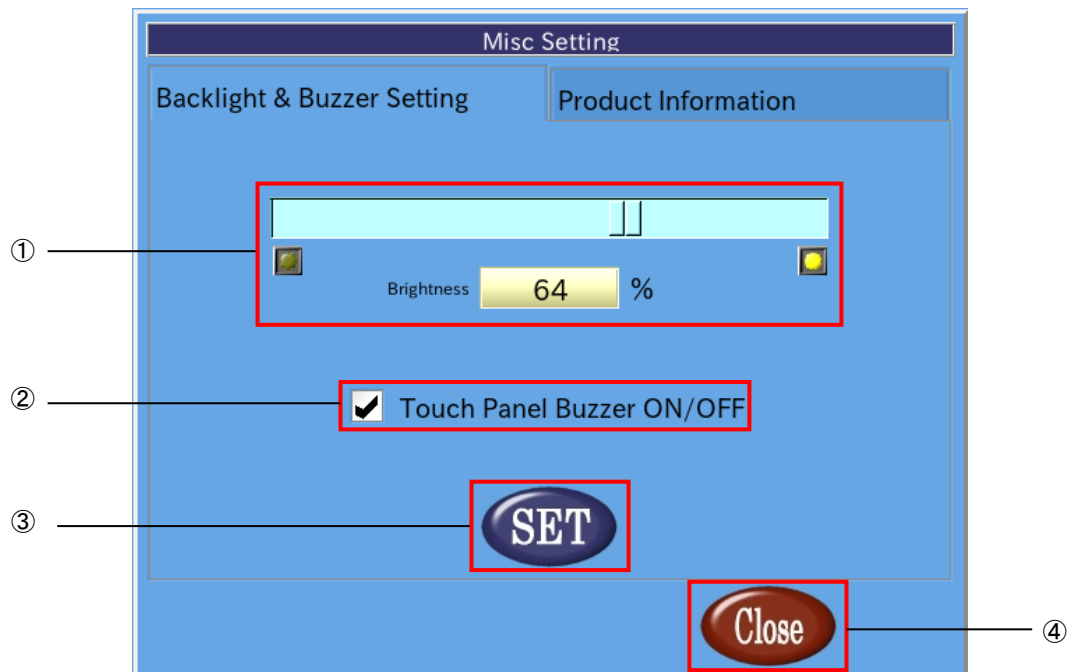 Misc Setting
Backlight & Buzzer Setting
Product Information
①
Brightness 64 %
② Touch Panel Buzzer ON/OFF
③ SET
Close ④